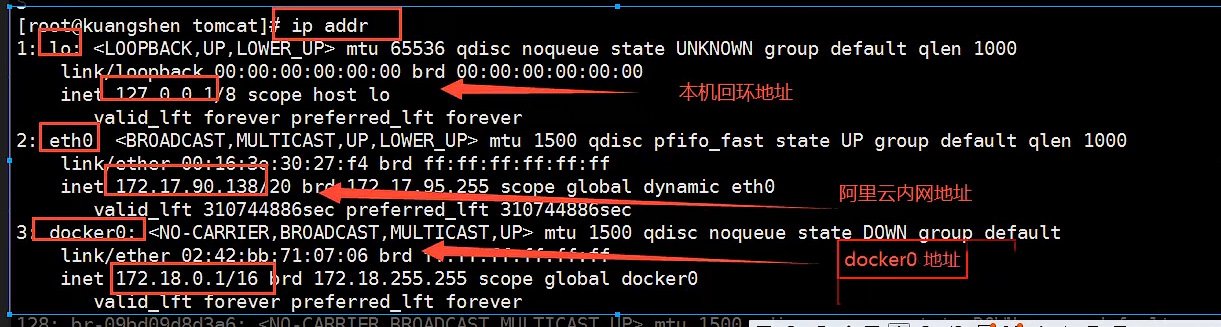 [root@kuangshen tomcat]# ip addr
1: lo: <LOOPBACK,UP,LOWER_UP> mtu 65536 qdisc noqueue state UNKNOWN group default qlen 1000
link/loopback 00:00:00:00:00:00 brd 00:00:00:00:00:00
inet 127.0.0.1/8 scope host lo
本机回环地址
valid_lft forever preferred_lft forever
2: eth0 <BROADCAST,MULTICAST,UP,LOWER_UP> mtu 1500 qdisc pfifo_fast state UP group default qlen 1000
link/ether 00:16:3e:30:27:f4 brd ff:ff:ff:ff:ff:ff
inet 172.17.90.138/20 brd 172.17.95.255 scope global dynamic eth0
阿里云内网地址
valid_lft 310744886sec preferred_lft 310744886sec
3: docker0: <NO-CARRIER,BROADCAST,MULTICAST,UP> mtu 1500 qdisc noqueue state DOWN group default
link/ether 02:42:bb:71:07:06 brd ff:ff:ff:ff:ff:ff
docker0 地址
inet 172.18.0.1/16 brd 172.18.255.255 scope global docker0
valid_lft forever preferred_lft forever
128: br-09bd09d8d3a6: <NO-CARRIER,BROADCAST,MULTICAST,UP> mtu 1500